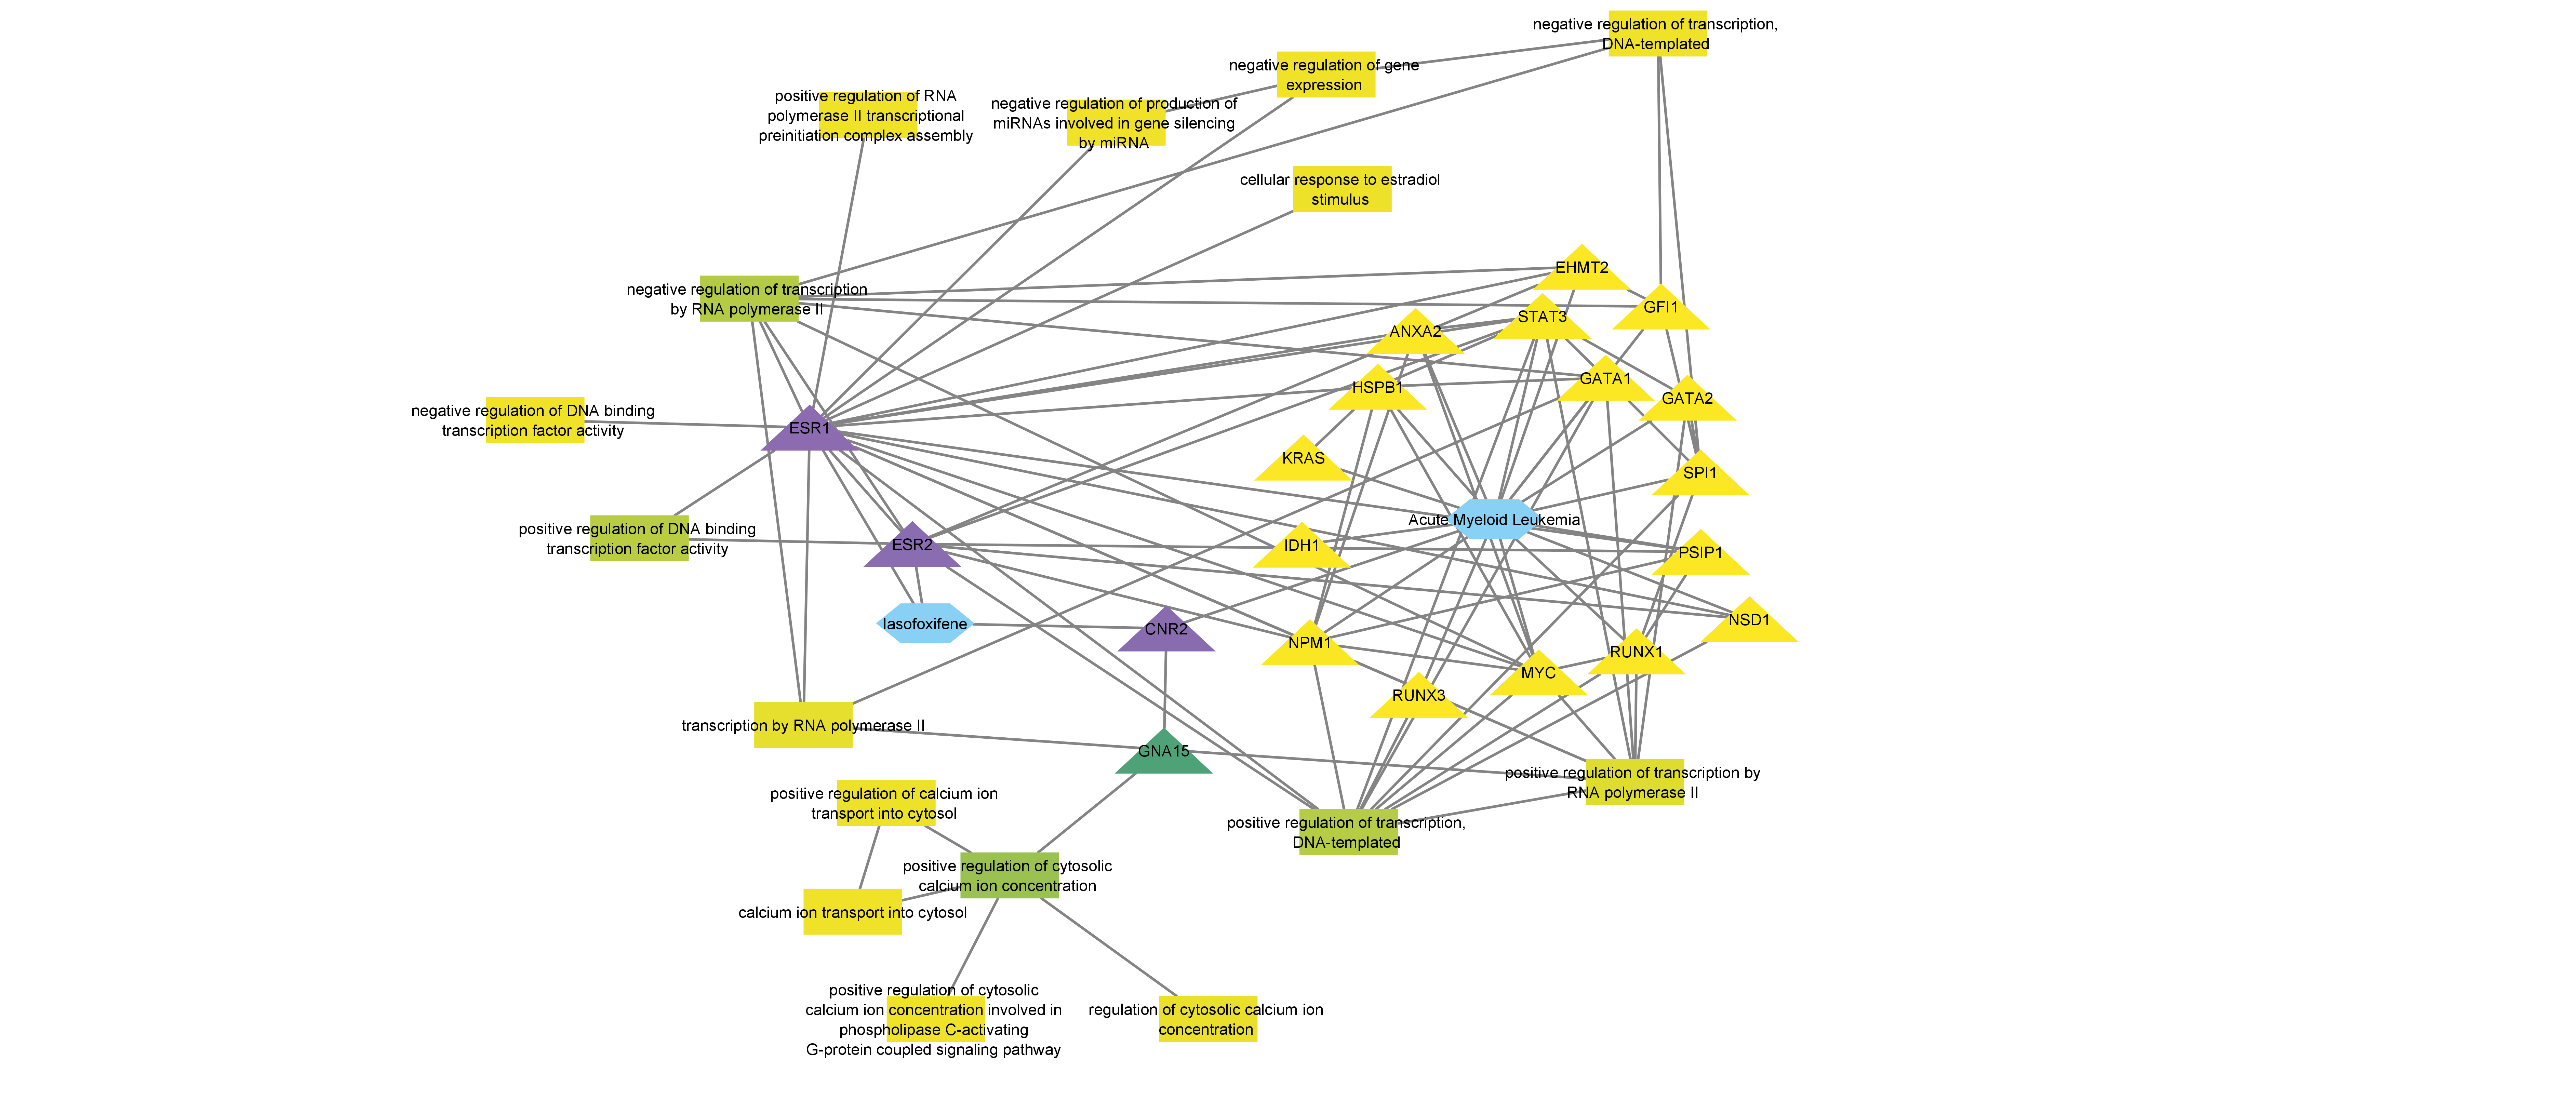 negative regulation of transcription,
DNA-templated
negative regulation of gene
expression
positive regulation of RNA
polymerase II transcriptional
preinitiation complex assembly
negative regulation of production of
miRNAs involved in gene silencing
by miRNA
cellular response to estradiol
stimulus
EHMT2
negative regulation of transcription
by RNA polymerase II
GFI1
STAT3
ANXA2
GATA1
HSPB1
GATA2
negative regulation of DNA binding
transcription factor activity
ESR1
KRAS
SPI1
Acute Myeloid Leukemia
positive regulation of DNA binding
transcription factor activity
ESR2
IDH1
PSIP1
lasofoxifene
CNR2
NSD1
NPM1
RUNX1
MYC
RUNX3
transcription by RNA polymerase II
GNA15
positive regulation of transcription by
RNA polymerase II
positive regulation of calcium ion
transport into cytosol
positive regulation of transcription,
DNA-templated
positive regulation of cytosolic
calcium ion concentration
calcium ion transport into cytosol
positive regulation of cytosolic
calcium ion concentration involved in
phospholipase C-activating
G-protein coupled signaling pathway
regulation of cytosolic calcium ion
concentration